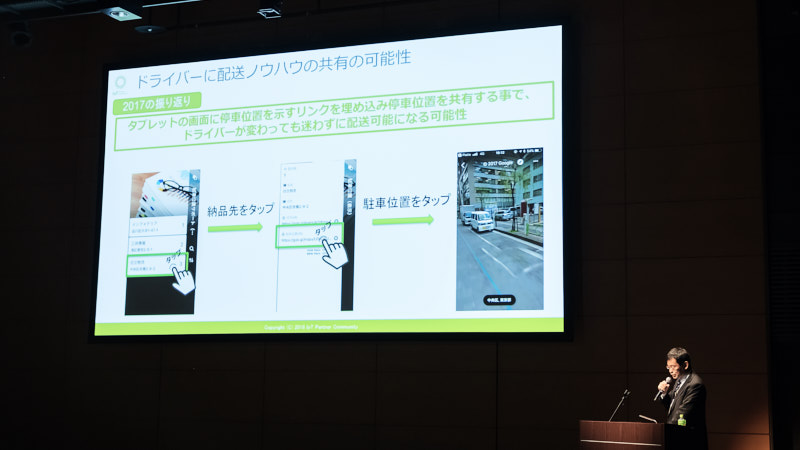 ドライバーに配送ノウハウの共有の可能性
2017の振り返り
タブレットの画面に停車位置を示すリンクを埋め込み停車位置を共有する事で、
ドライバーが変わっても迷わずに配送可能になる可能性
納品先をタップ
駐車位置をタップ
タップ
タップ
© 2017 Google
中央区, 東京都
Copyright (C) 2018 IoT Partner Community